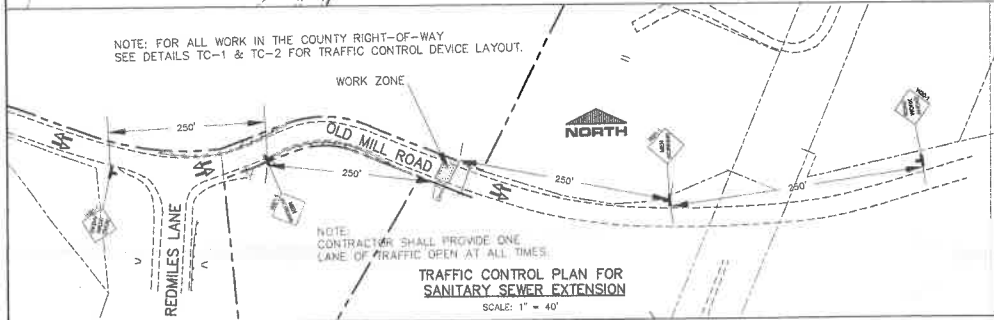 NOTE: FOR ALL WORK IN THE COUNTY RIGHT-OF-WAY
SEE DETAILS TC-1 & TC-2 FOR TRAFFIC CONTROL DEVICE LAYOUT.
WORK ZONE
250'
OLD MILL ROAD
NORTH
250'
250'
250'
REDMILES LANE
NOTE:
CONTRACTOR SHALL PROVIDE ONE
LANE OF TRAFFIC OPEN AT ALL TIMES.
TRAFFIC CONTROL PLAN FOR
SANITARY SEWER EXTENSION
SCALE: 1" = 40'